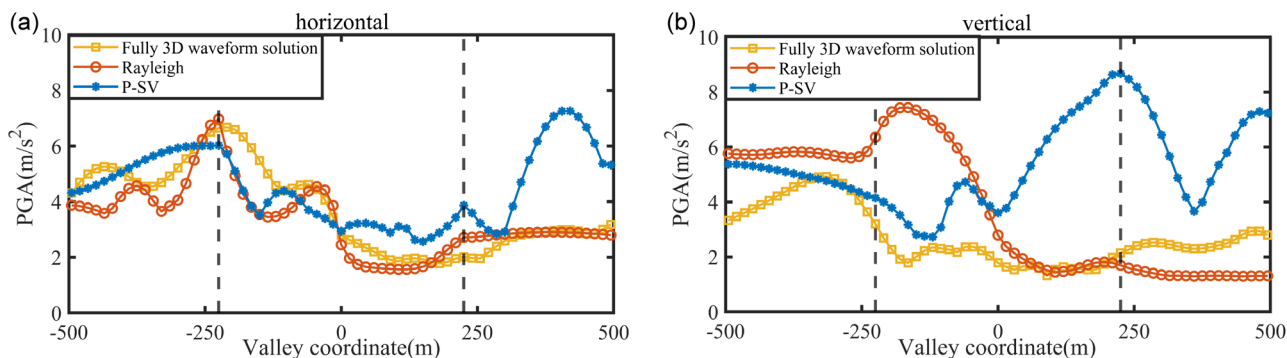 (a)
horizontal
PGA(m/s²)
10
8
6
4
2
0
Fully 3D waveform solution
Rayleigh
P-SV
-500
-250
0
250
500
Valley coordinate(m)
(b)
vertical
PGA(m/s²)
10
8
6
4
2
0
Fully 3D waveform solution
Rayleigh
P-SV
-500
-250
0
250
500
Valley coordinate(m)